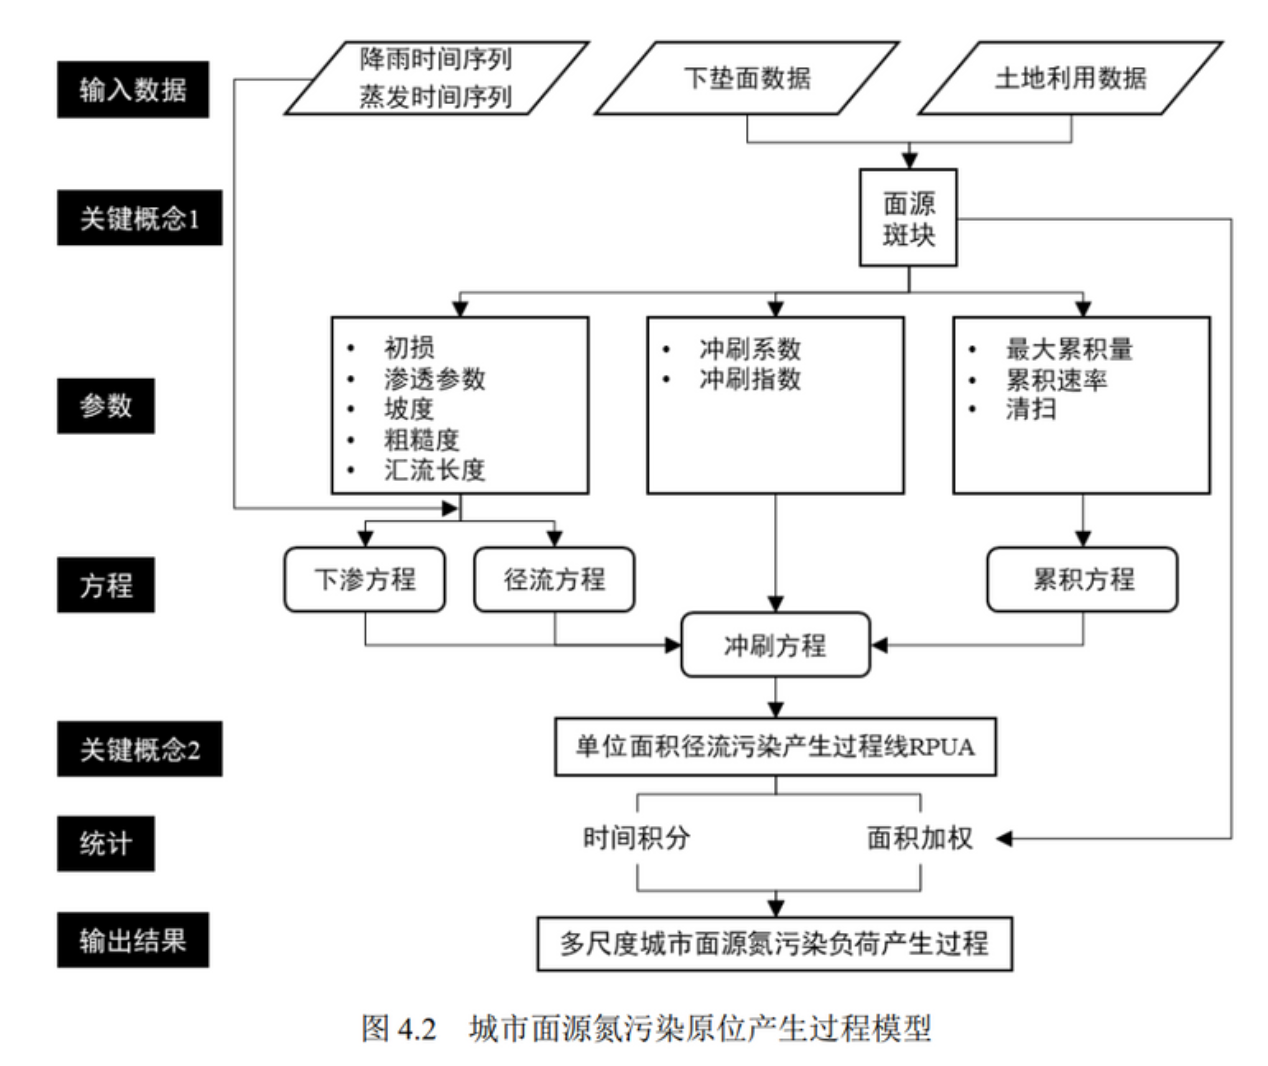 输入数据
降雨时间序列
蒸发时间序列
下垫面数据
土地利用数据
关键概念1
面源
斑块
参数
• 初损
• 渗透参数
• 坡度
• 粗糙度
• 汇流长度
• 冲刷系数
• 冲刷指数
• 最大累积量
• 累积速率
• 清扫
方程
下渗方程
径流方程
冲刷方程
累积方程
关键概念2
单位面积径流污染产生过程线RPUA
统计
时间积分
面积加权
输出结果
多尺度城市面源氮污染负荷产生过程
图 4.2 城市面源氮污染原位产生过程模型